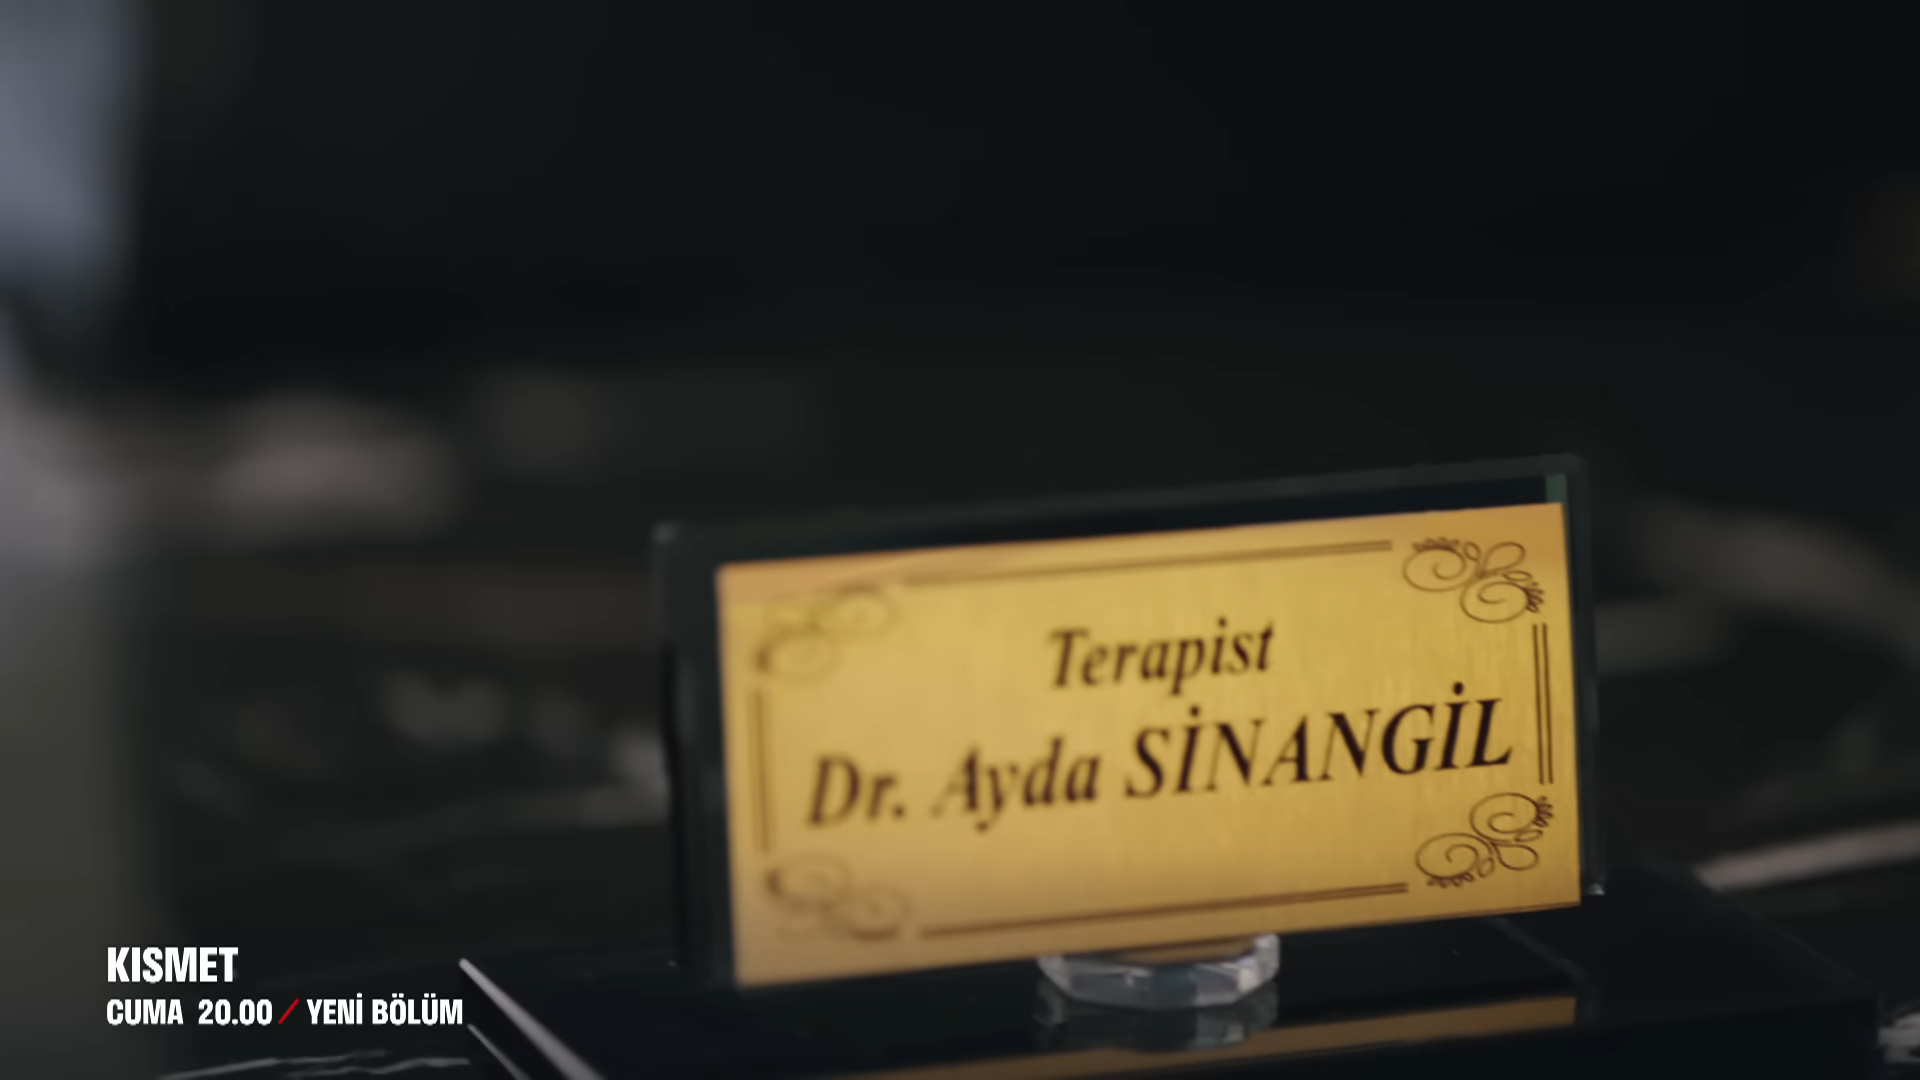 Terapist
Dr. Ayda SİNANGİL
KISMET
CUMA 20.00 / YENİ BÖLÜM